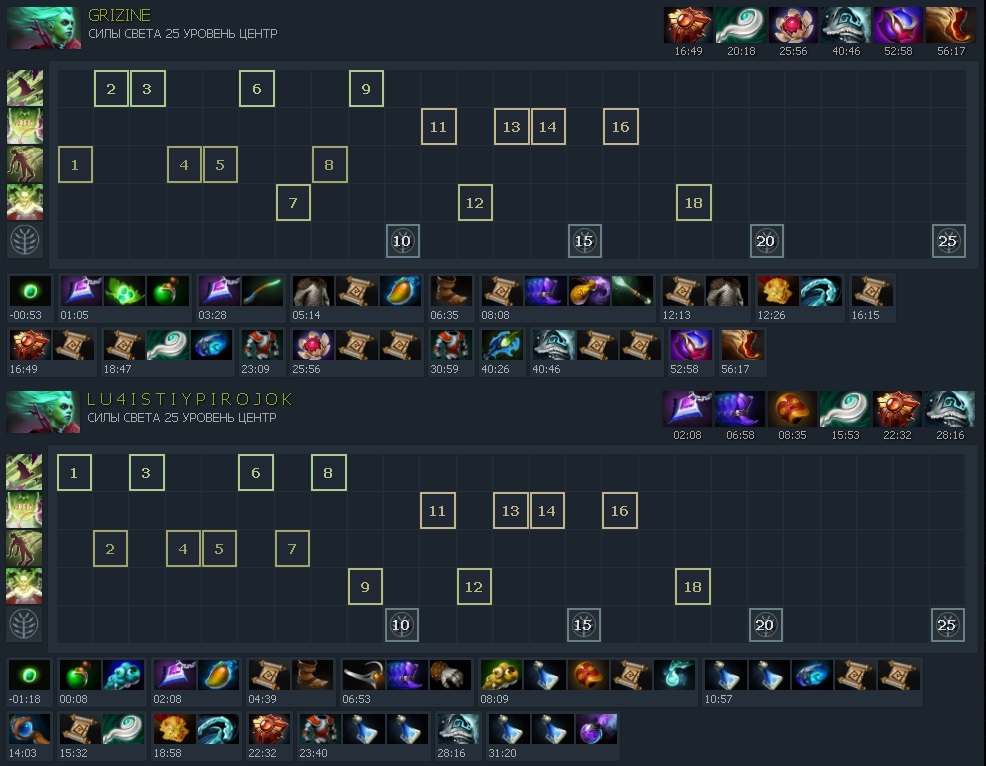 GRIZINE
СИЛЫ СВЕТА 25 УРОВЕНЬ ЦЕНТР
16:49 20:18 25:56 40:46 52:58 56:17
2 3 6 9
11 13 14 16
1 4 5 8
7 12 18
10 15 20 25
-00:53 01:05 03:28 05:14 06:35 08:08 12:13 12:26 16:15
16:49 18:47 23:09 25:56 30:59 40:26 40:46 52:58 56:17
LU4ISTIYPIROJOK
СИЛЫ СВЕТА 25 УРОВЕНЬ ЦЕНТР
02:08 06:58 08:35 15:53 22:32 28:16
1 3 6 8
11 13 14 16
2 4 5 7
9 12 18
10 15 20 25
-01:18 00:08 02:08 04:39 06:53 08:09 10:57
14:03 15:32 18:58 22:32 23:40 28:16 31:20